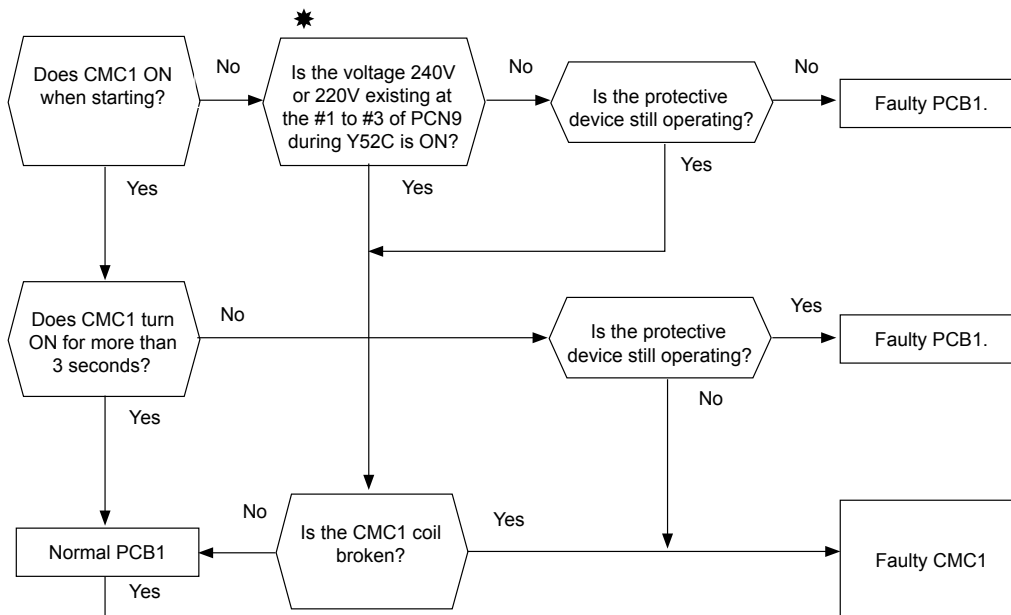 Does CMC1 ON
when starting?
No
Is the voltage 240V
or 220V existing at
the #1 to #3 of PCN9
during Y52C is ON?
No
Is the protective
device still operating?
No
Faulty PCB1.
Yes
Yes
Yes
Does CMC1 turn
ON for more than
3 seconds?
No
Is the protective
device still operating?
Yes
Faulty PCB1.
Yes
No
Normal PCB1
No
Is the CMC1 coil
broken?
Yes
Faulty CMC1
Yes